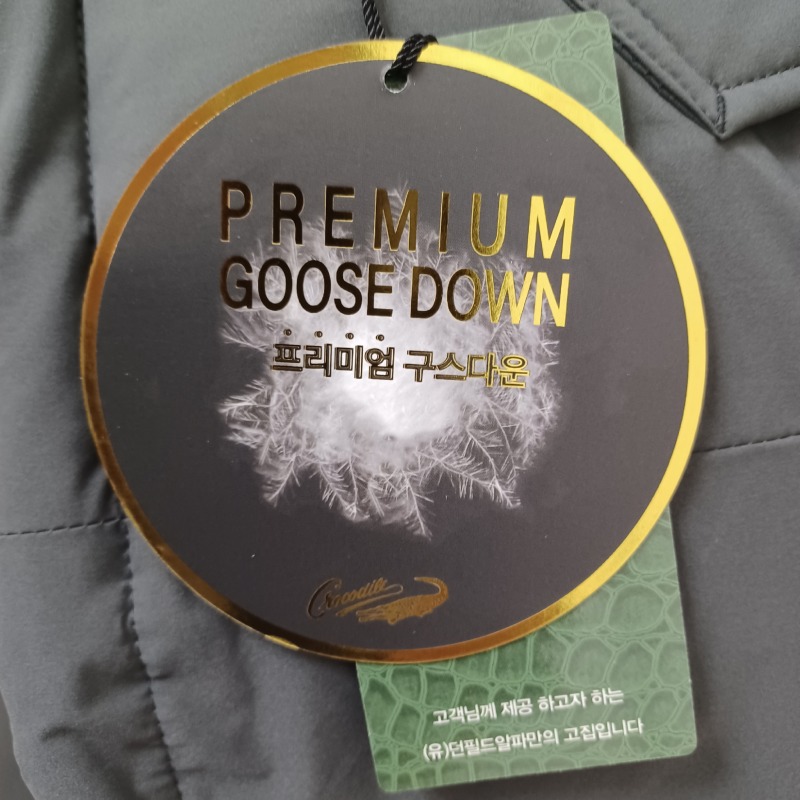 PREMIUM
GOOSE DOWN
프리미엄 구스다운
Crocodile
고객님께 제공 하고자 하는
(유)던필드알파만의 고집입니다